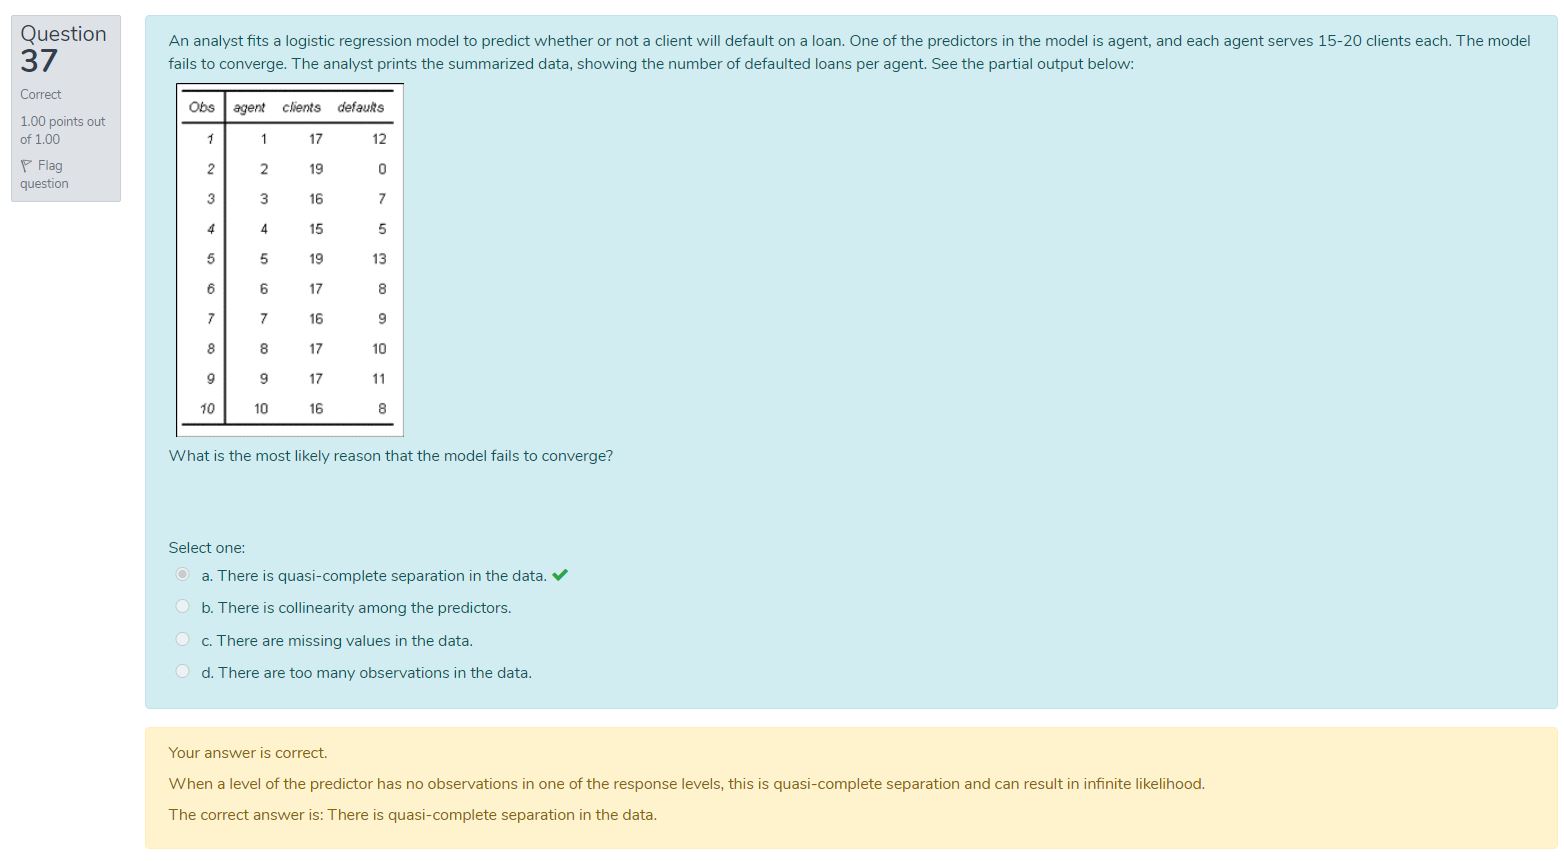 Question
37
Correct
1.00 points out
of 1.00
Flag
question
An analyst fits a logistic regression model to predict whether or not a client will default on a loan. One of the predictors in the model is agent, and each agent serves 15-20 clients each. The model
fails to converge. The analyst prints the summarized data, showing the number of defaulted loans per agent. See the partial output below:
Obs agent clients defaults
1 1 17 12
2 2 19 0
3 3 16 7
4 4 15 5
5 5 19 13
6 6 17 8
7 7 16 9
8 8 17 10
9 9 17 11
10 10 16 8
What is the most likely reason that the model fails to converge?
Select one:
a. There is quasi-complete separation in the data.
b. There is collinearity among the predictors.
c. There are missing values in the data.
d. There are too many observations in the data.
Your answer is correct.
When a level of the predictor has no observations in one of the response levels, this is quasi-complete separation and can result in infinite likelihood.
The correct answer is: There is quasi-complete separation in the data.